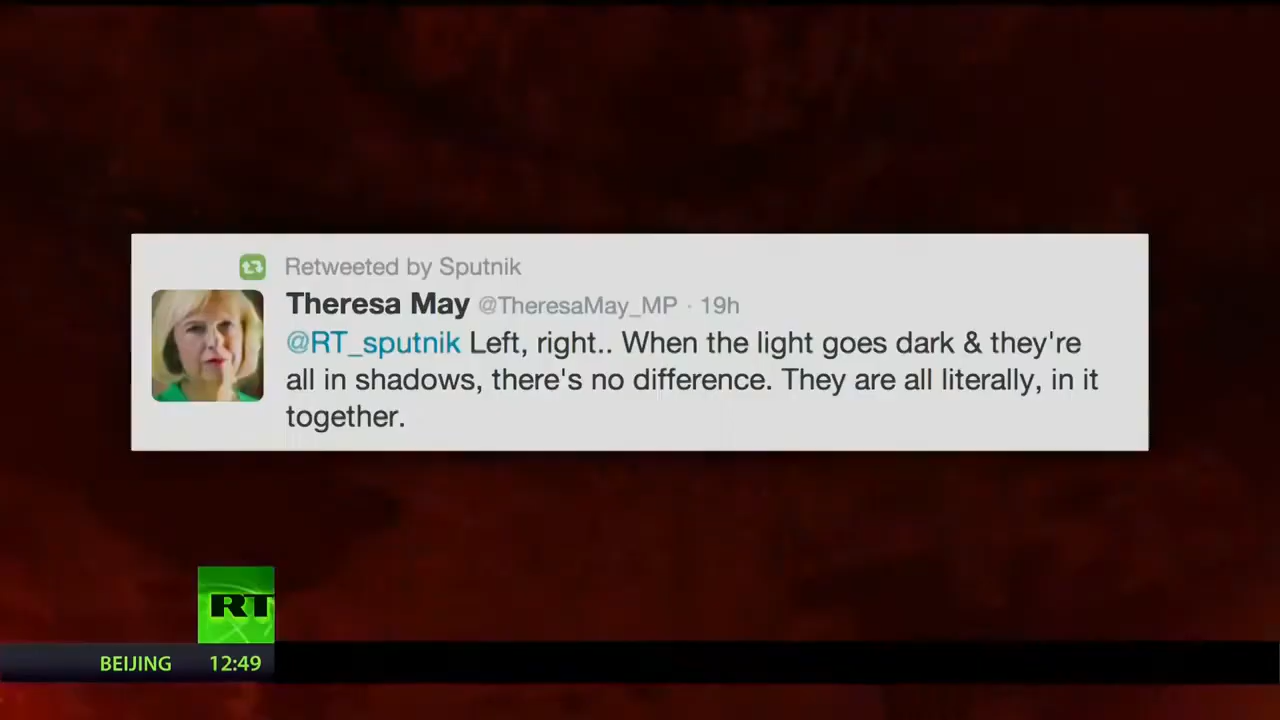 Retweeted by Sputnik
Theresa May @TheresaMay_MP · 19h
@RT_sputnik Left, right.. When the light goes dark & they're
all in shadows, there's no difference. They are all literally, in it
together.
RT
BEIJING 12:49